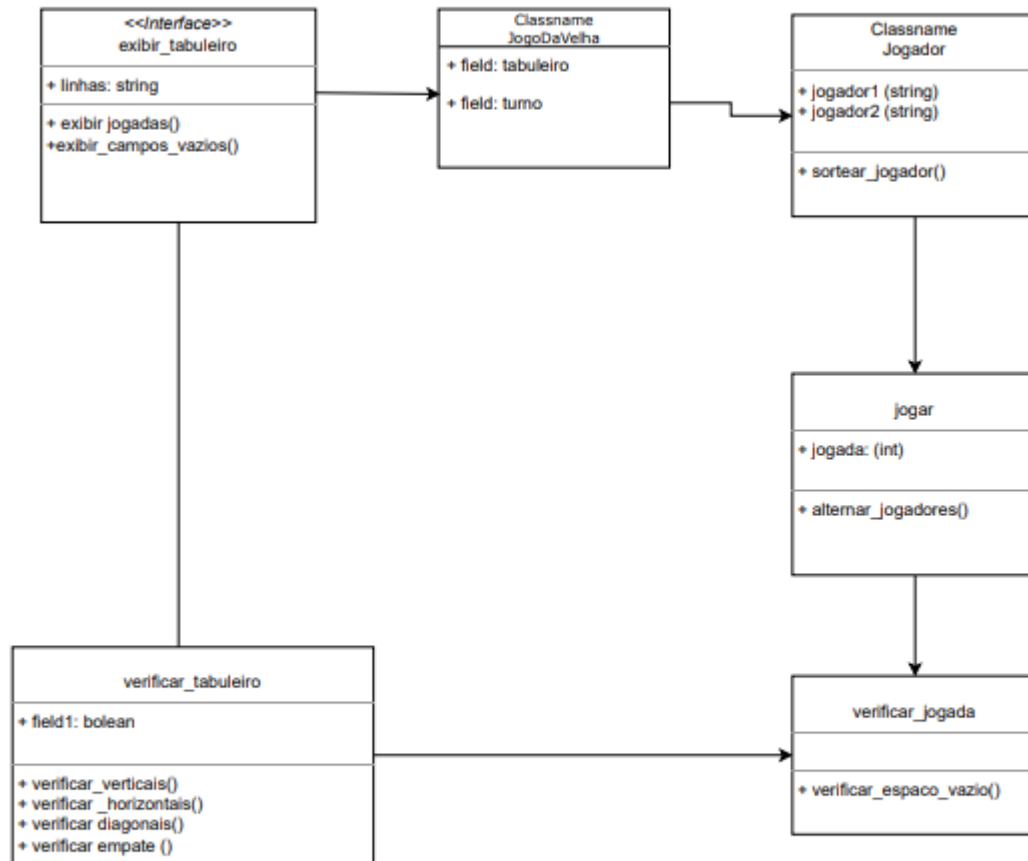 <<Interface>>
exibir_tabuleiro
+ linhas: string
+ exibir jogadas()
+exibir_campos_vazios()
Classname
JogoDaVelha
+ field: tabuleiro
+ field: turno
Classname
Jogador
+ jogador1 (string)
+ jogador2 (string)
+ sortear_jogador()
jogar
+ jogada: (int)
+ alternar_jogadores()
verificar_tabuleiro
+ field1: bolean
+ verificar_verticais()
+ verificar _horizontais()
+ verificar diagonais()
+ verificar empate ()
verificar_jogada
+ verificar_espaco_vazio()